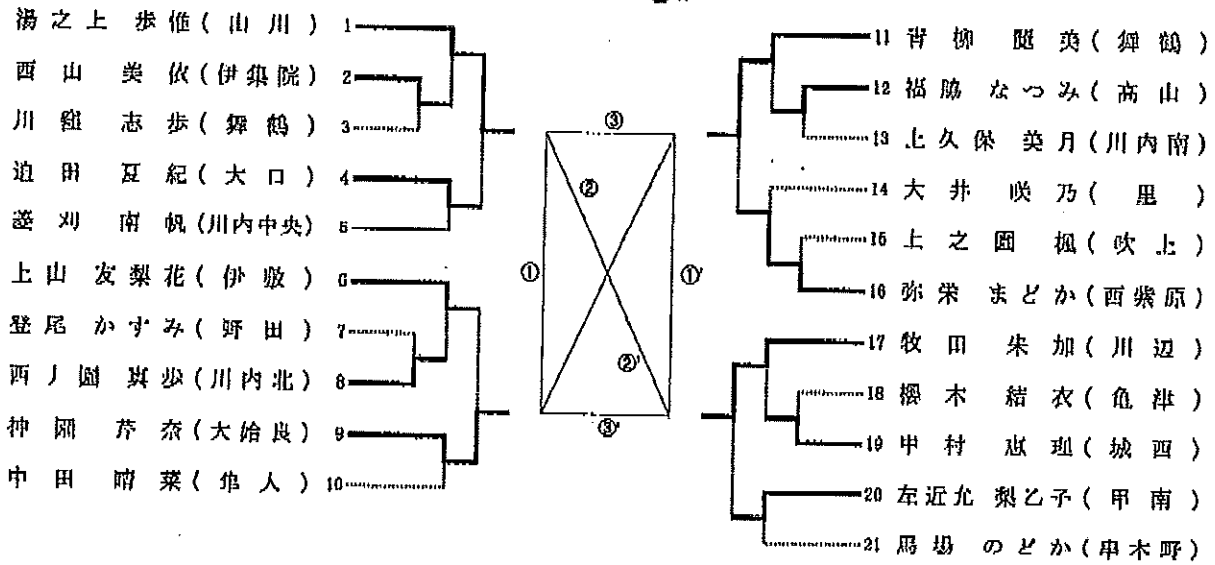 湯之上 歩惟(山川) 1
西山 美依(伊集院) 2
川窪 志歩(舞鶴) 3
迫田 夏紀(大口) 4
菱刈 南帆(川内中央) 5
上山 友梨花(伊敷) 6
登尾 かすみ(野田) 7
西ノ園 真歩(川内北) 8
神園 芹奈(大姶良) 9
中田 晴菜(隼人) 10
① ② ③
①' ②' ③'
11 青柳 麗美(舞鶴)
12 福脇 なつみ(高山)
13 上久保 美月(川内南)
14 大井 咲乃(里)
15 上之園 楓(吹上)
16 弥栄 まどか(西紫原)
17 牧田 朱加(川辺)
18 櫻木 結衣(亀津)
19 中村 恵理(城西)
20 左近允 梨乙子(甲南)
21 馬場 のどか(串木野)